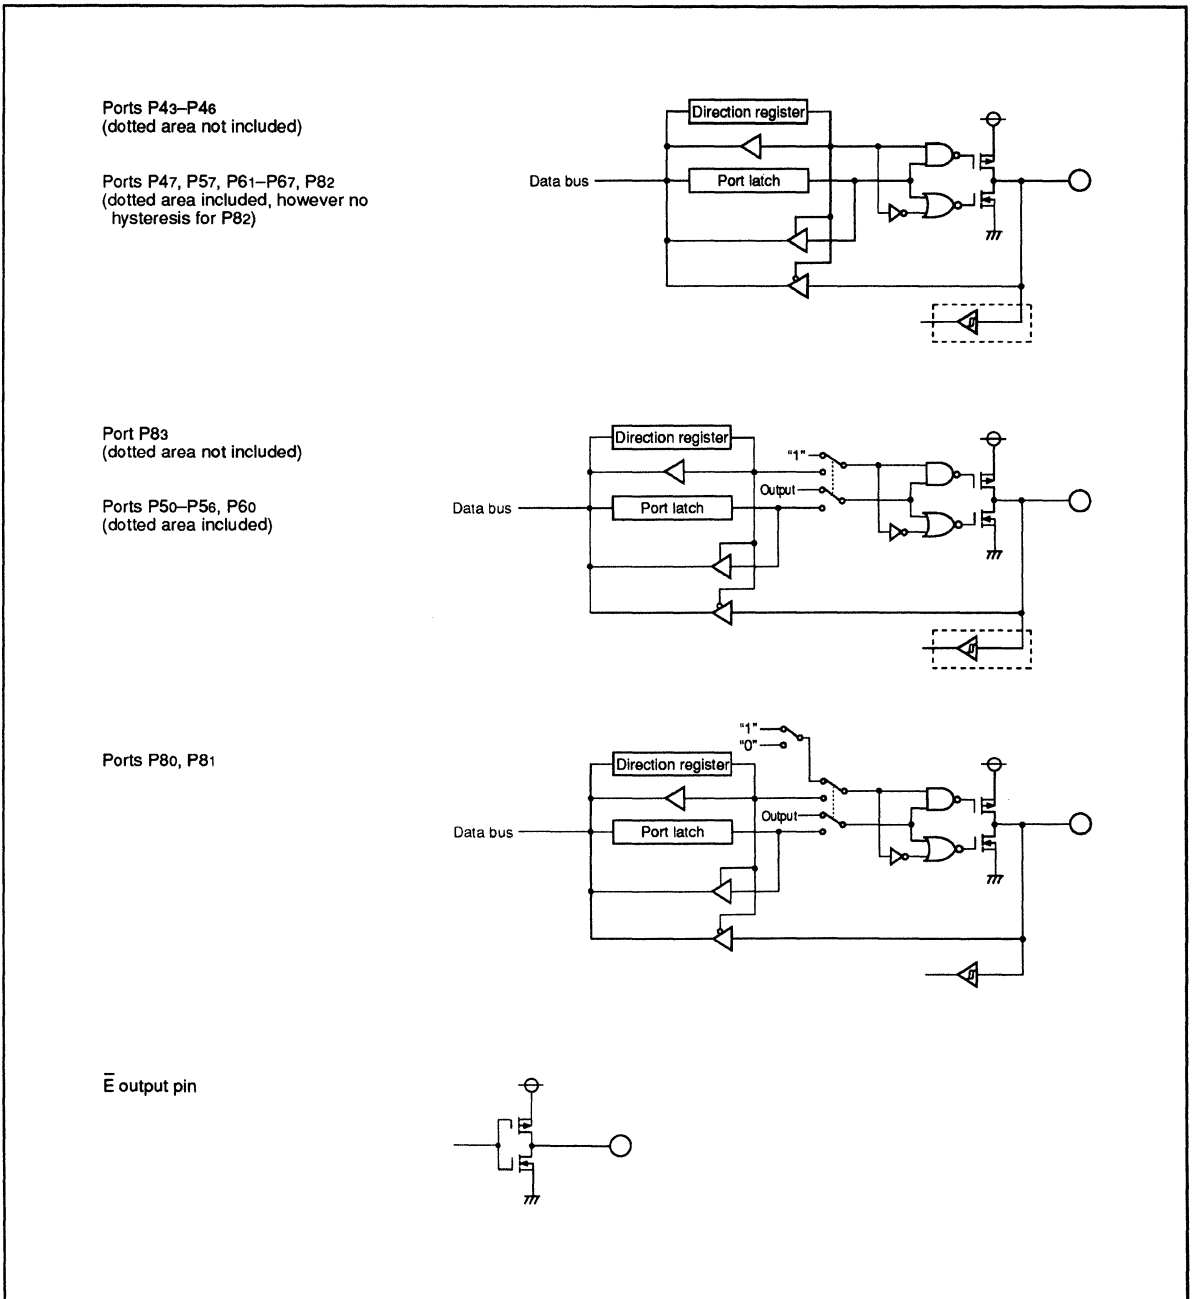 Ports P43–P46
(dotted area not included)
Ports P47, P57, P61–P67, P82
(dotted area included, however no
hysteresis for P82)
Direction register
Data bus
Port latch
Port P83
(dotted area not included)
Ports P50–P56, P60
(dotted area included)
Direction register
"1"
Output
Data bus
Port latch
Ports P80, P81
"1"
"0"
Direction register
Output
Data bus
Port latch
E̅ output pin